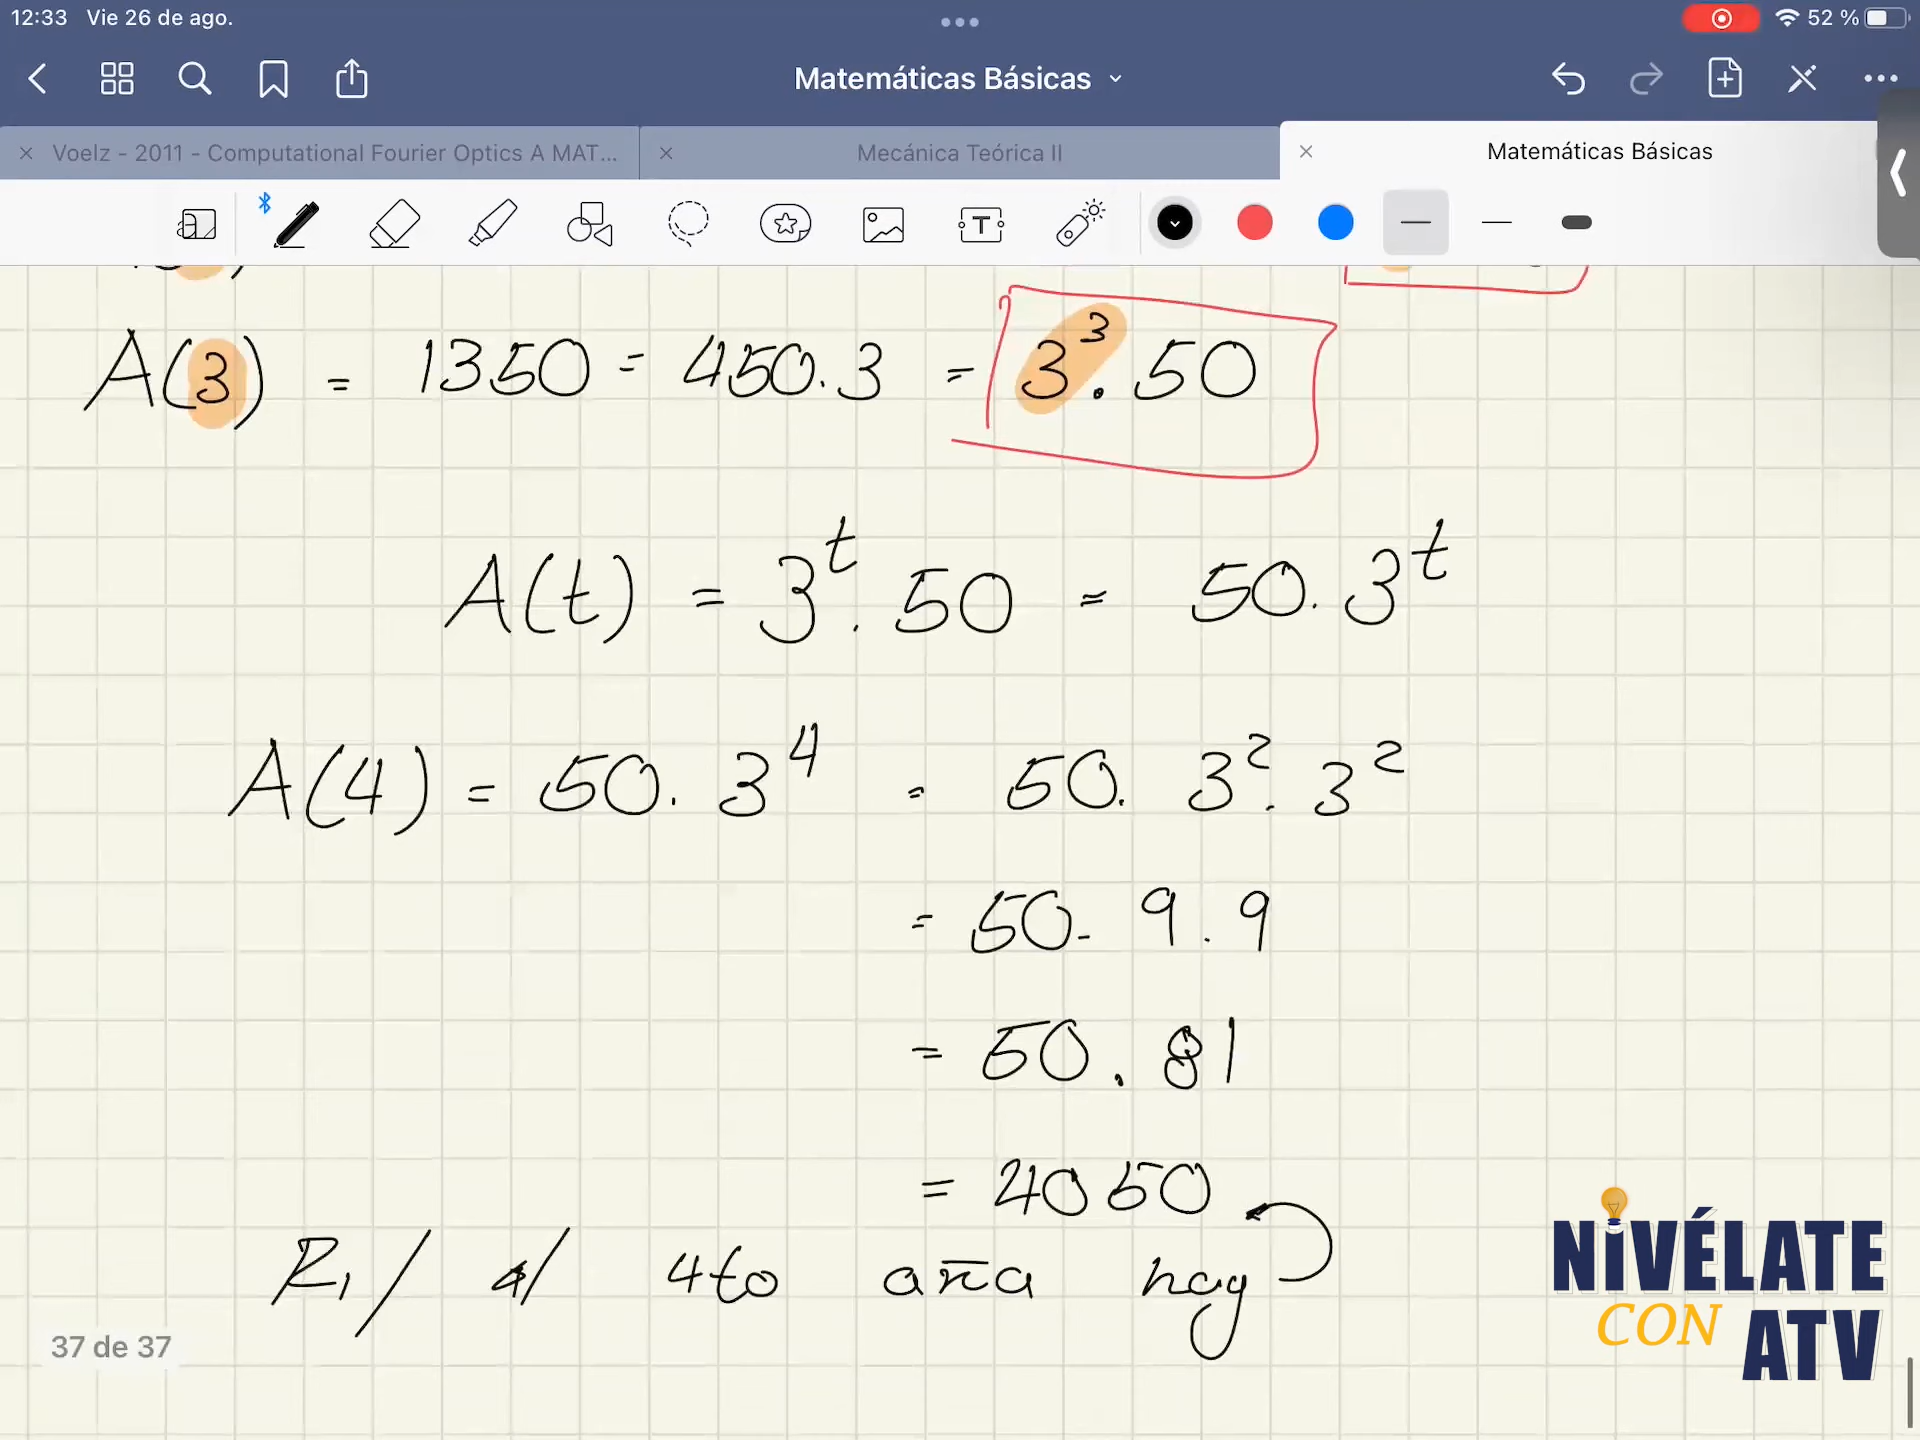 12:33 Vie 26 de ago. 52 %
Matemáticas Básicas
Voelz - 2011 - Computational Fourier Optics A MAT... Mecánica Teórica II Matemáticas Básicas
A(3) = 1350 = 450.3 = 3³.50
A(t) = 3ᵗ.50 = 50.3ᵗ
A(4) = 50.3⁴ = 50.3².3²
= 50.9.9
= 50.81
= 4050
R,/ 4to año hay
37 de 37
NIVÉLATE
CON
ATV